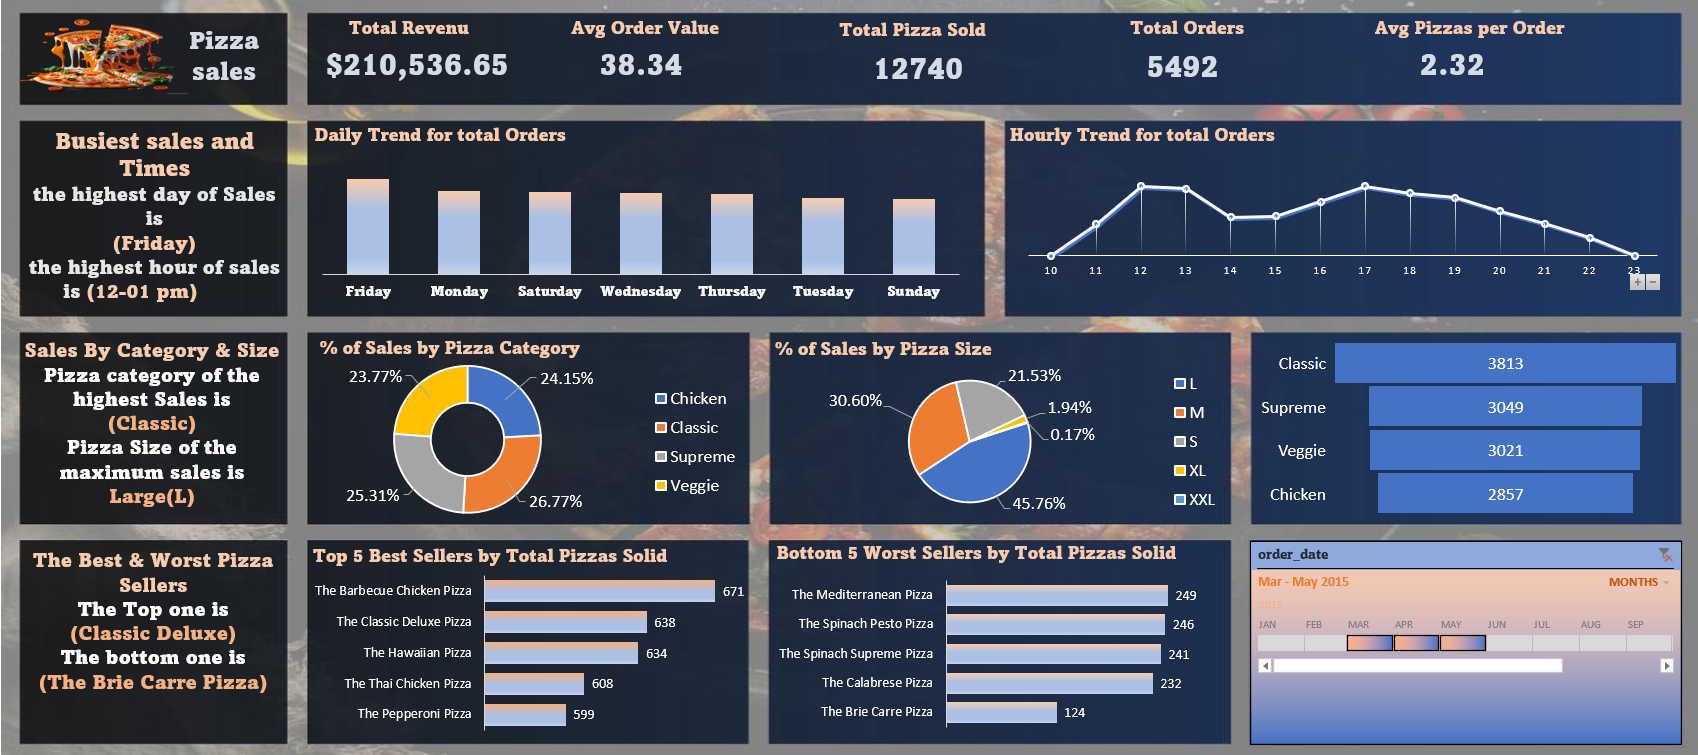 Pizza
sales
Total Revenu
$210,536.65
Avg Order Value
38.34
Total Pizza Sold
12740
Total Orders
5492
Avg Pizzas per Order
2.32
Busiest sales and
Times
the highest day of Sales
is
(Friday)
the highest hour of sales
is (12-01 pm)
Daily Trend for total Orders
Friday Monday Saturday Wednesday Thursday Tuesday Sunday
Hourly Trend for total Orders
10 11 12 13 14 15 16 17 18 19 20 21 22 23
+ −
Sales By Category & Size
Pizza category of the
highest Sales is
(Classic)
Pizza Size of the
maximum sales is
Large(L)
% of Sales by Pizza Category
23.77%
24.15%
25.31%
26.77%
Chicken
Classic
Supreme
Veggie
% of Sales by Pizza Size
21.53%
30.60%
1.94%
0.17%
45.76%
L
M
S
XL
XXL
Classic 3813
Supreme 3049
Veggie 3021
Chicken 2857
The Best & Worst Pizza
Sellers
The Top one is
(Classic Deluxe)
The bottom one is
(The Brie Carre Pizza)
Top 5 Best Sellers by Total Pizzas Solid
The Barbecue Chicken Pizza 671
The Classic Deluxe Pizza 638
The Hawaiian Pizza 634
The Thai Chicken Pizza 608
The Pepperoni Pizza 599
Bottom 5 Worst Sellers by Total Pizzas Solid
The Mediterranean Pizza 249
The Spinach Pesto Pizza 246
The Spinach Supreme Pizza 241
The Calabrese Pizza 232
The Brie Carre Pizza 124
order_date
Mar - May 2015 MONTHS
2015
JAN FEB MAR APR MAY JUN JUL AUG SEP